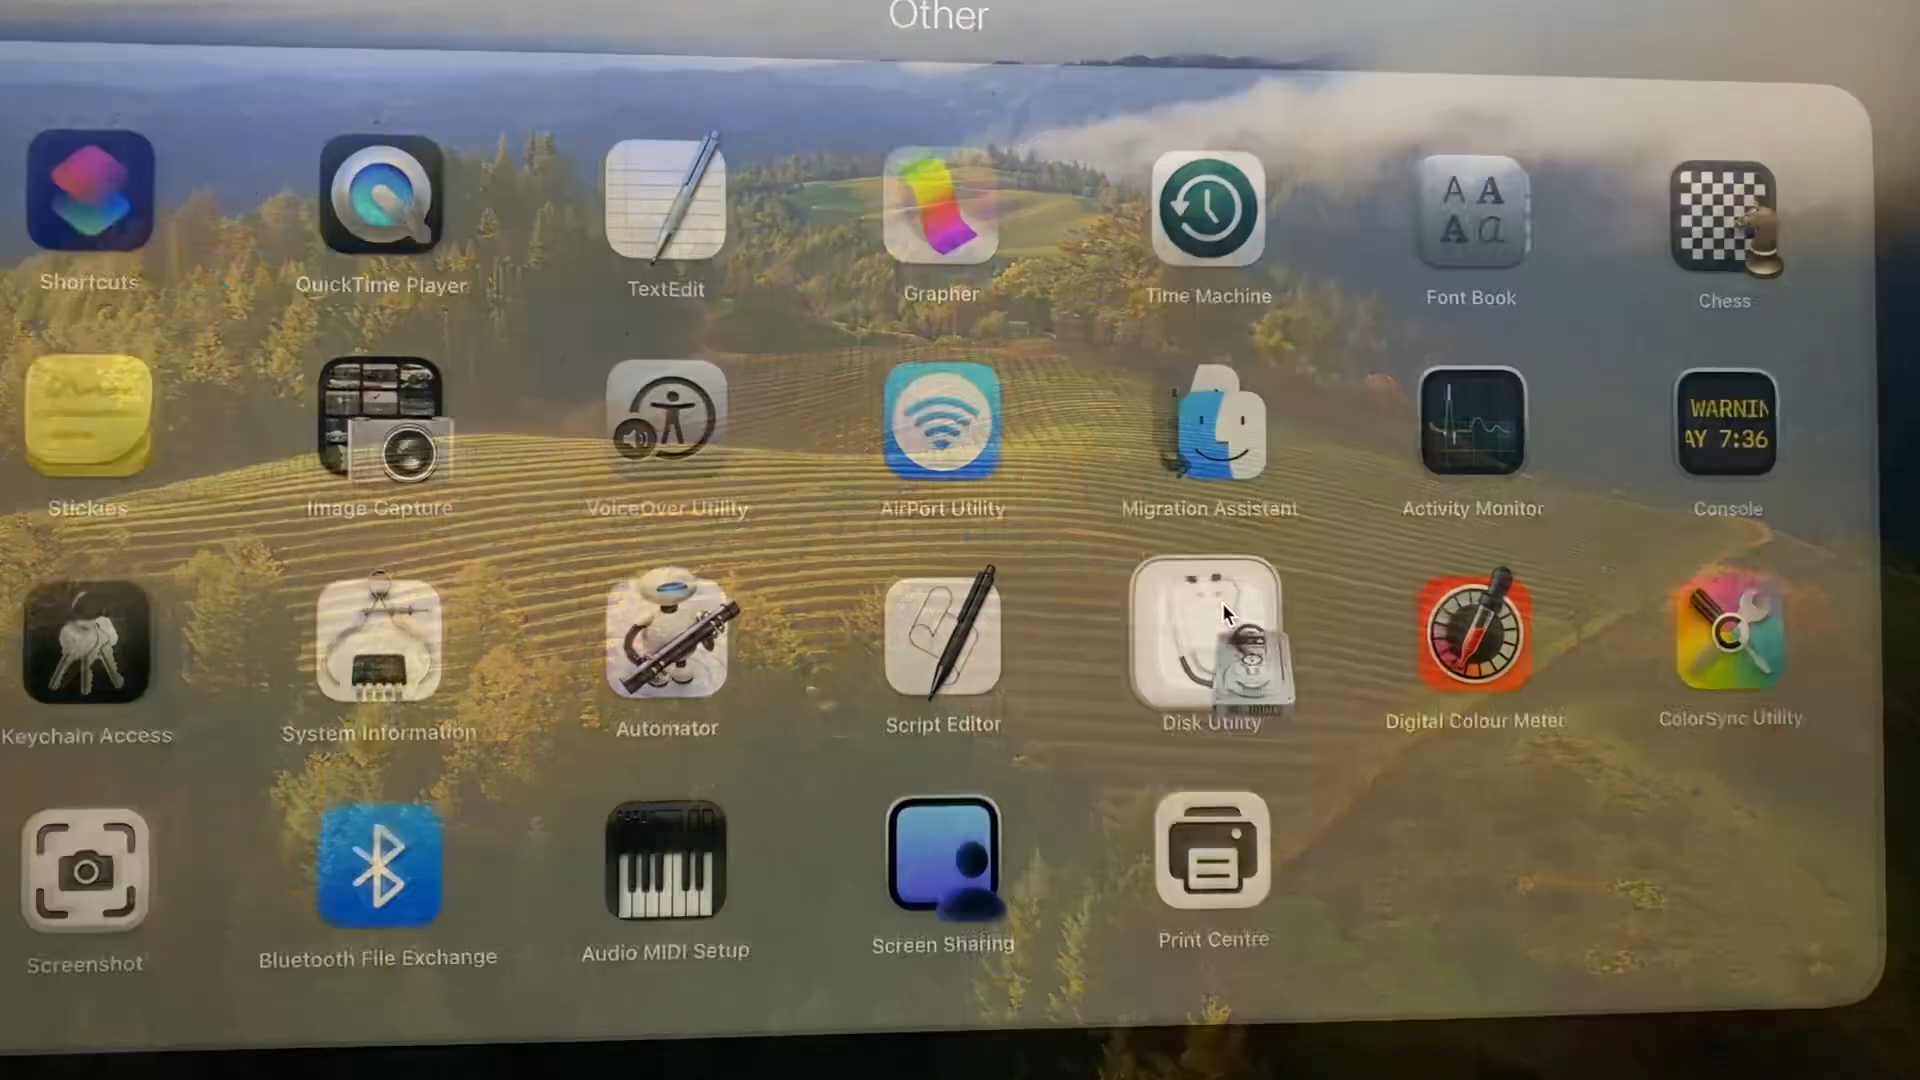 Other
Shortcuts
QuickTime Player
TextEdit
Grapher
Time Machine
Font Book
Chess
A A
A a
Stickies
Image Capture
VoiceOver Utility
AirPort Utility
Migration Assistant
Activity Monitor
Console
WARNIN
AY 7:36
Keychain Access
System Information
Automator
Script Editor
Disk Utility
Digital Colour Meter
ColorSync Utility
Screenshot
Bluetooth File Exchange
Audio MIDI Setup
Screen Sharing
Print Centre